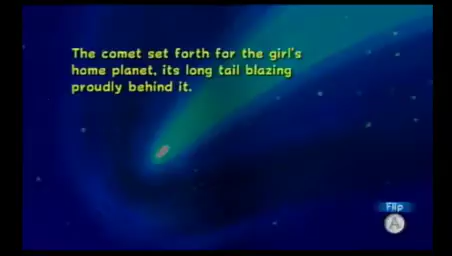 The comet set forth for the girl's
home planet, its long tail blazing
proudly behind it.
Flip
A